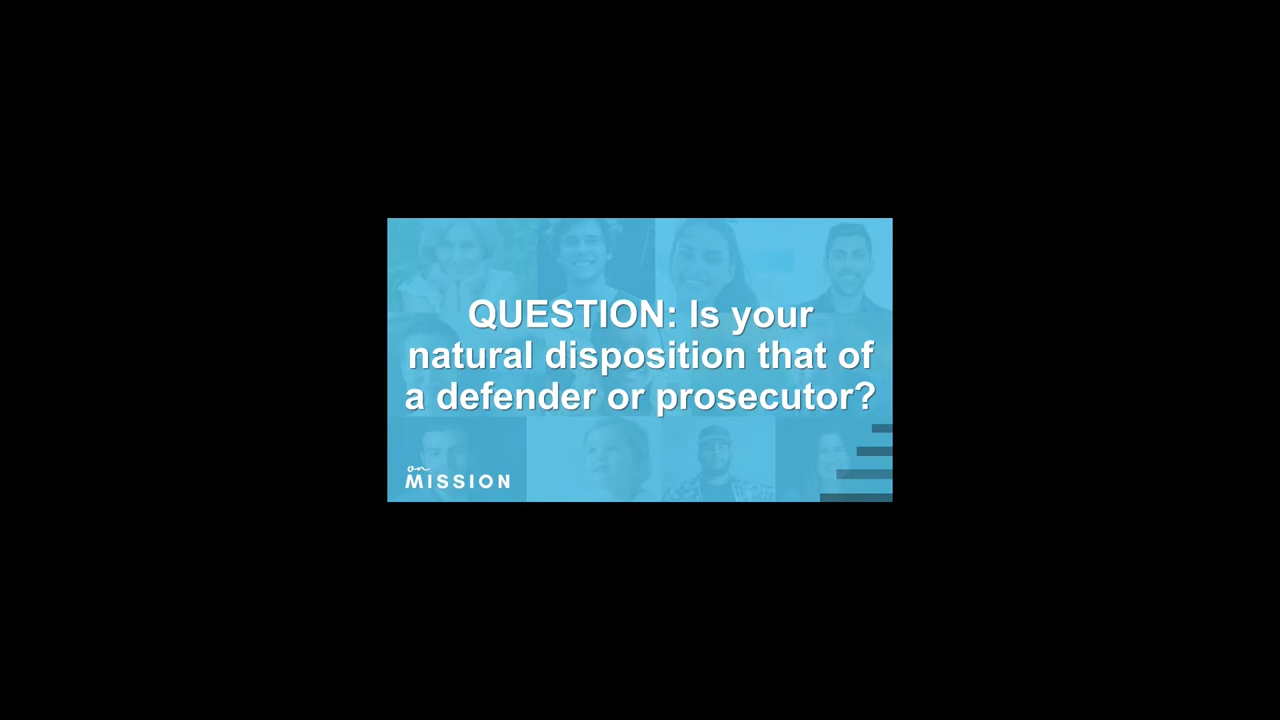 QUESTION: Is your
natural disposition that of
a defender or prosecutor?
on
MISSION